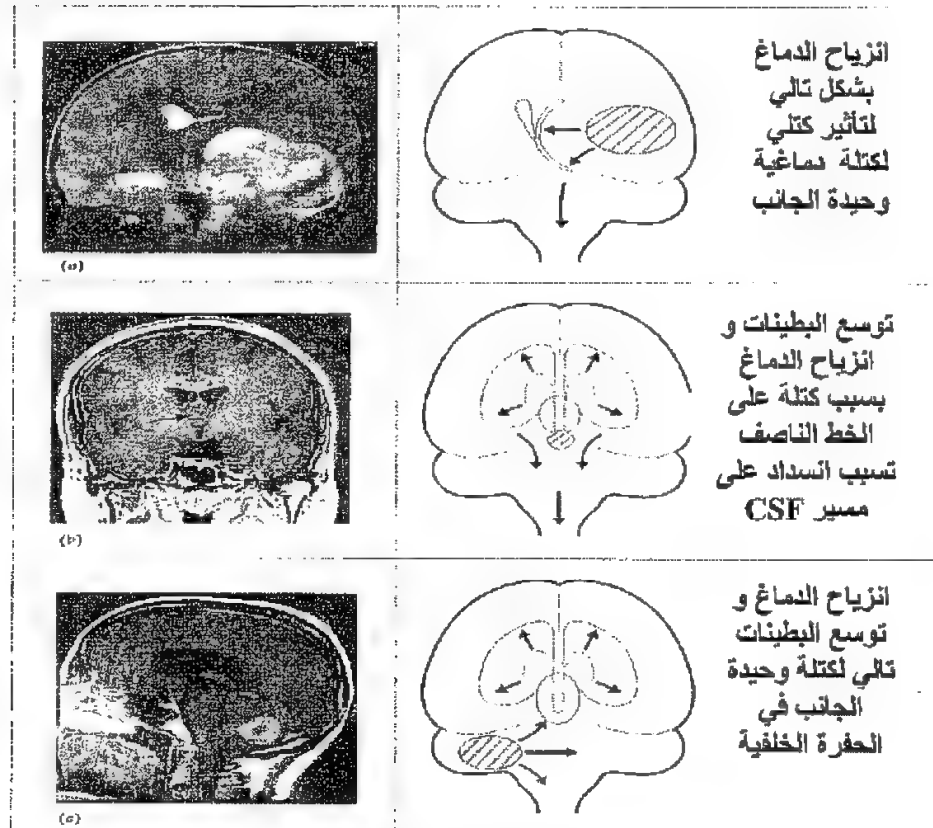 انزياح الدماغ
بشكل تالي
لتأثير كتلي
لكتلة دماغية
وحيدة الجانب
(a)
توسع البطينات و
انزياح الدماغ
بسبب كتلة على
الخط الناصف
تسبب انسداد على
مسير CSF
(b)
انزياح الدماغ و
توسع البطينات
تالي لكتلة وحيدة
الجانب في
الحفرة الخلفية
(c)